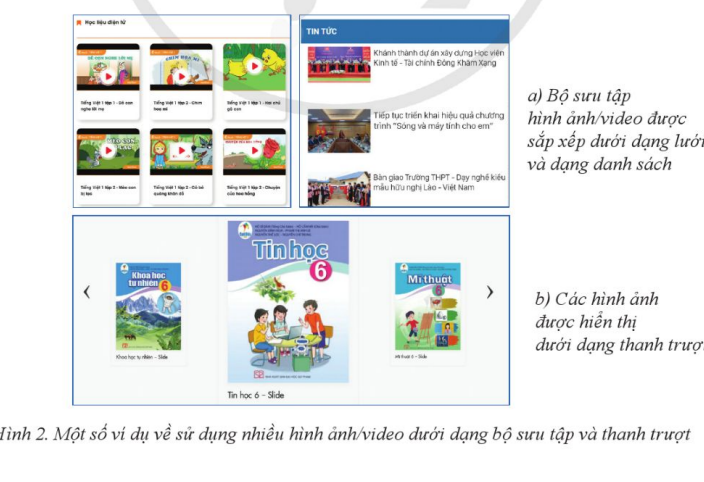 Học liệu điện tử
Tiếng Việt 1 tập 1 - Dê con nghe lời mẹ
Tiếng Việt 1 tập 2 - Chim họa mi
Tiếng Việt 1 tập 1 - Hai chú gà con
Tiếng Việt 1 tập 2 - Mèo con bị lạc
Tiếng Việt 1 tập 2 - Cô bé quàng khăn đỏ
Tiếng Việt 1 tập 2 - Chuyện của hoa hồng
TIN TỨC
Khánh thành dự án xây dựng Học viện
Kinh tế - Tài chính Đông Khăm Xang
Tiếp tục triển khai hiệu quả chương
trình "Sóng và máy tính cho em"
Bàn giao Trường THPT - Dạy nghề kiểu
mẫu hữu nghị Lào - Việt Nam
a) Bộ sưu tập
hình ảnh/video được
sắp xếp dưới dạng lưới
và dạng danh sách
Khoa học
tự nhiên 6
Khoa học tự nhiên - Slide
Tin học
6
Tin học 6 - Slide
Mĩ thuật
6
Mĩ thuật 6 - Slide
b) Các hình ảnh
được hiển thị
dưới dạng thanh trượt
Hình 2. Một số ví dụ về sử dụng nhiều hình ảnh/video dưới dạng bộ sưu tập và thanh trượt